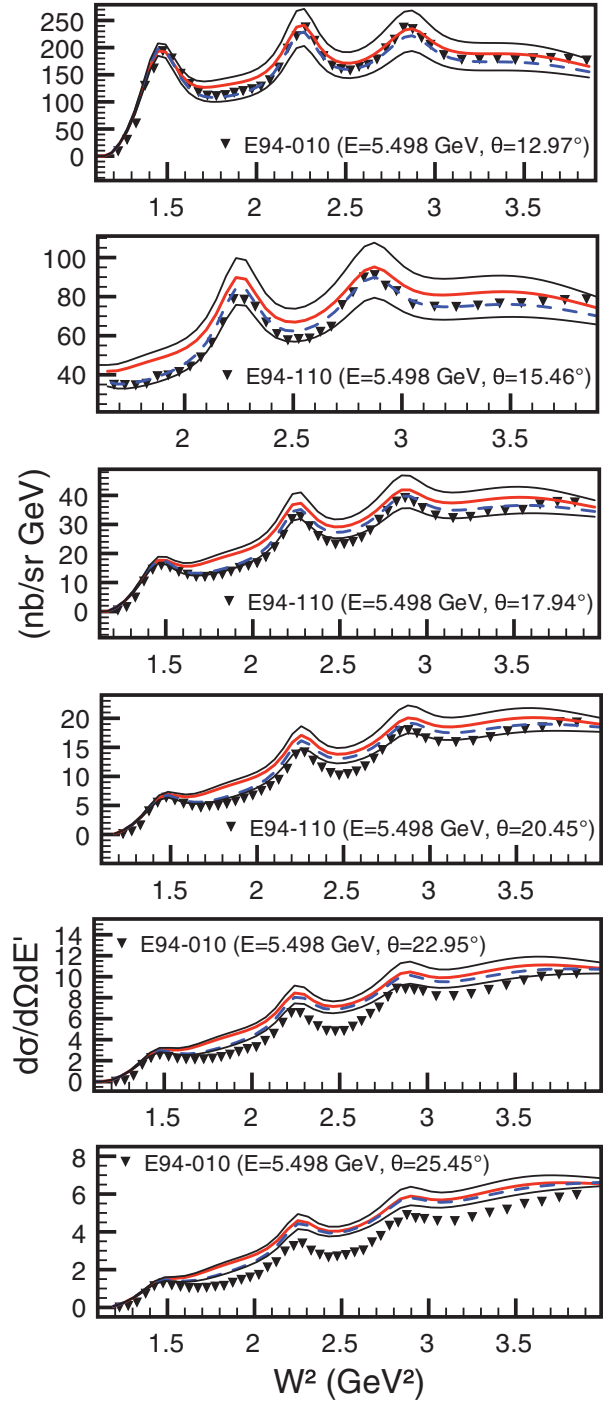 250
200
150
100
50
0
▼ E94-010 (E=5.498 GeV, θ=12.97°)
1.5 2 2.5 3 3.5
100
80
60
40
▼ E94-110 (E=5.498 GeV, θ=15.46°)
2 2.5 3 3.5
40
30
20
10
0
▼ E94-110 (E=5.498 GeV, θ=17.94°)
1.5 2 2.5 3 3.5
20
15
10
5
0
▼ E94-110 (E=5.498 GeV, θ=20.45°)
1.5 2 2.5 3 3.5
14
12
10
8
6
4
2
0
▼ E94-010 (E=5.498 GeV, θ=22.95°)
1.5 2 2.5 3 3.5
8
6
4
2
0
▼ E94-010 (E=5.498 GeV, θ=25.45°)
1.5 2 2.5 3 3.5
W² (GeV²)
dσ/dΩdE' (nb/sr GeV)